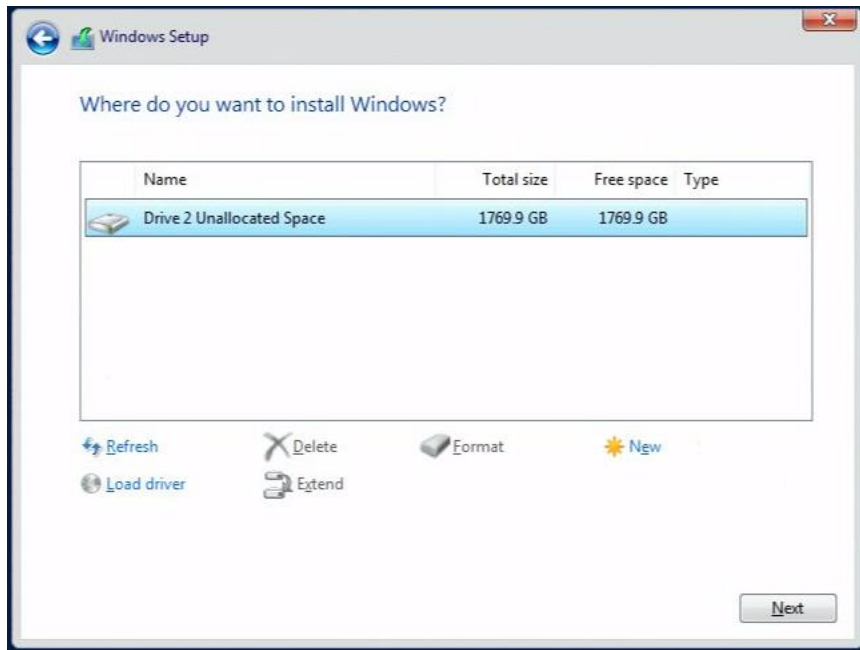 Windows Setup
Where do you want to install Windows?
Name Total size Free space Type
Drive 2 Unallocated Space 1769.9 GB 1769.9 GB
Refresh Delete Format New
Load driver Extend
Next